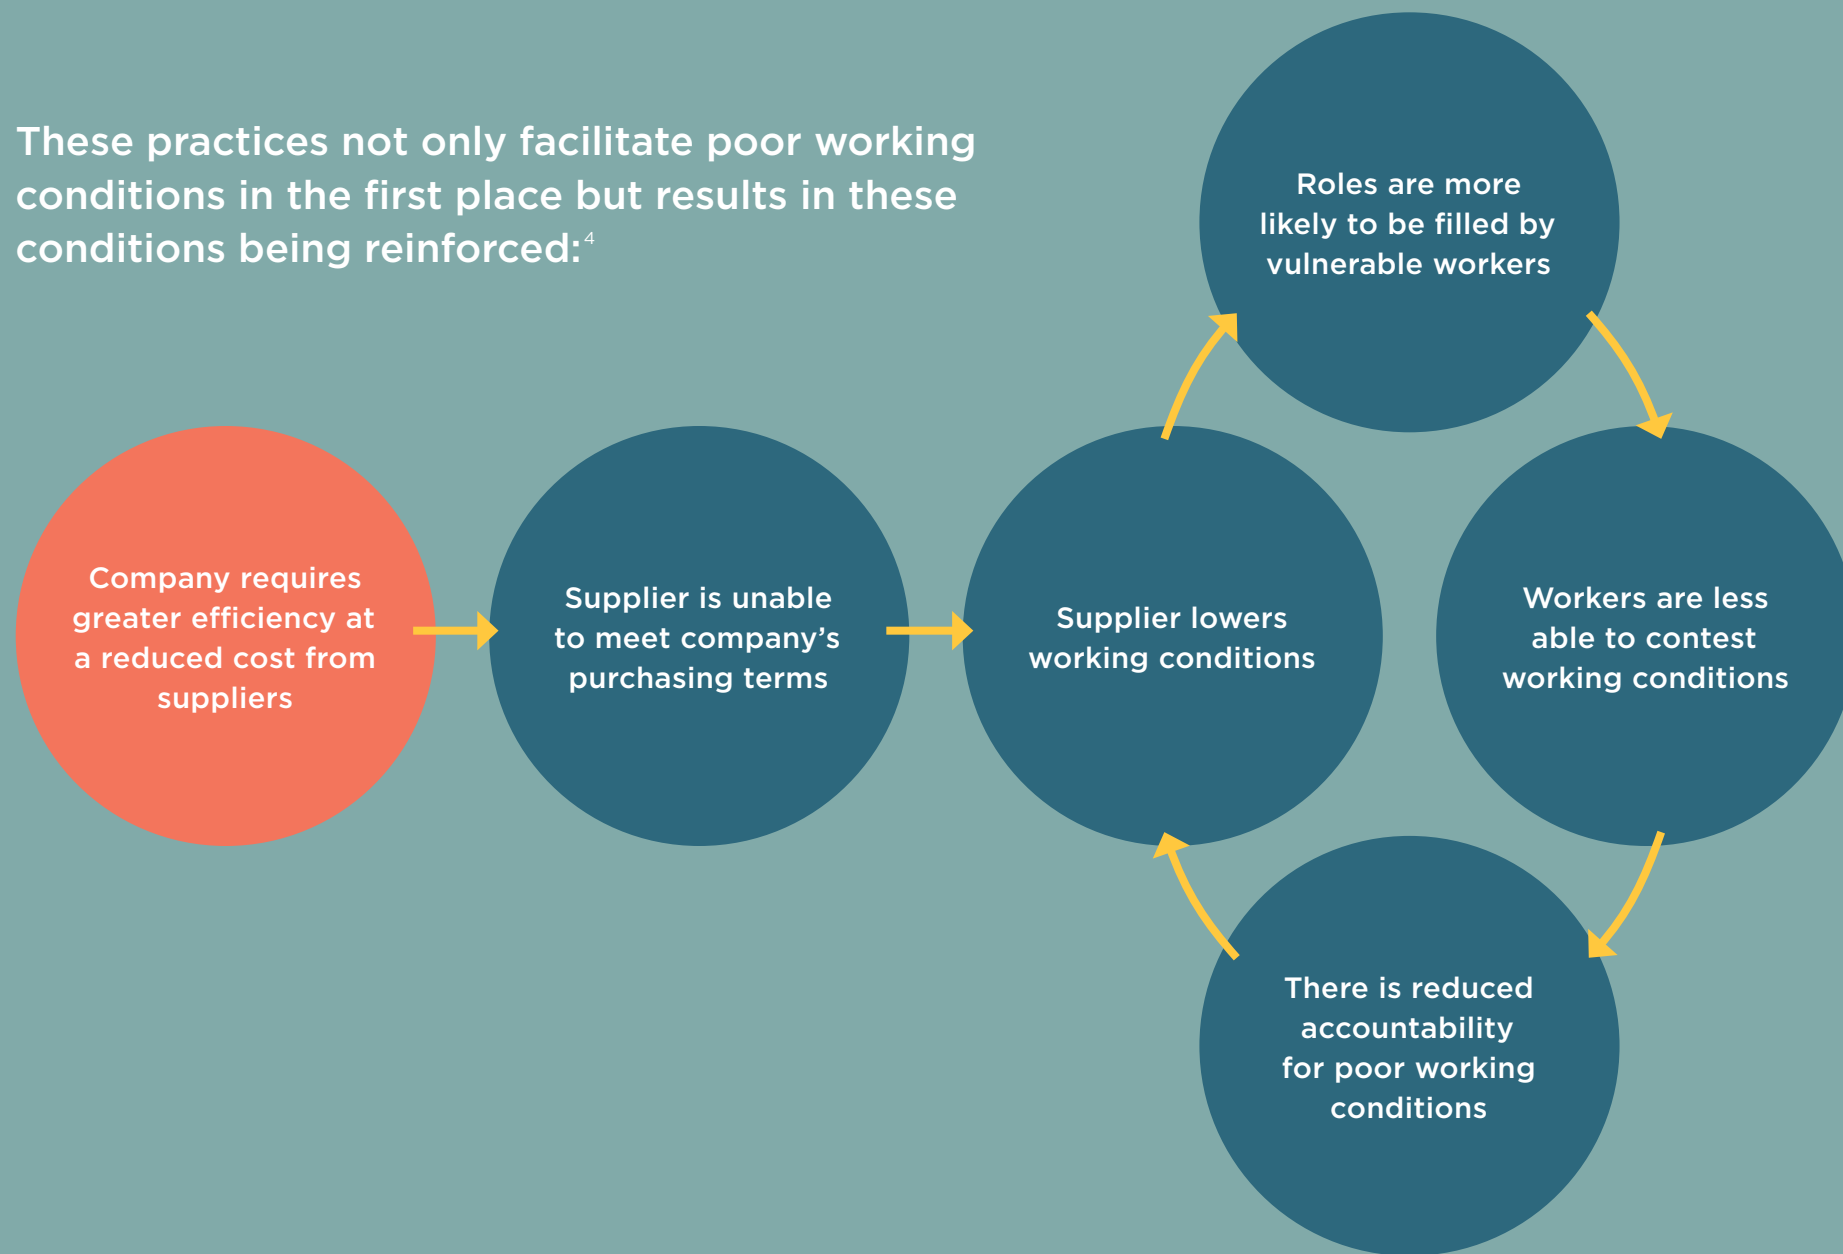 These practices not only facilitate poor working
conditions in the first place but results in these
conditions being reinforced:⁴
Company requires
greater efficiency at
a reduced cost from
suppliers
Supplier is unable
to meet company’s
purchasing terms
Supplier lowers
working conditions
Roles are more
likely to be filled by
vulnerable workers
Workers are less
able to contest
working conditions
There is reduced
accountability
for poor working
conditions